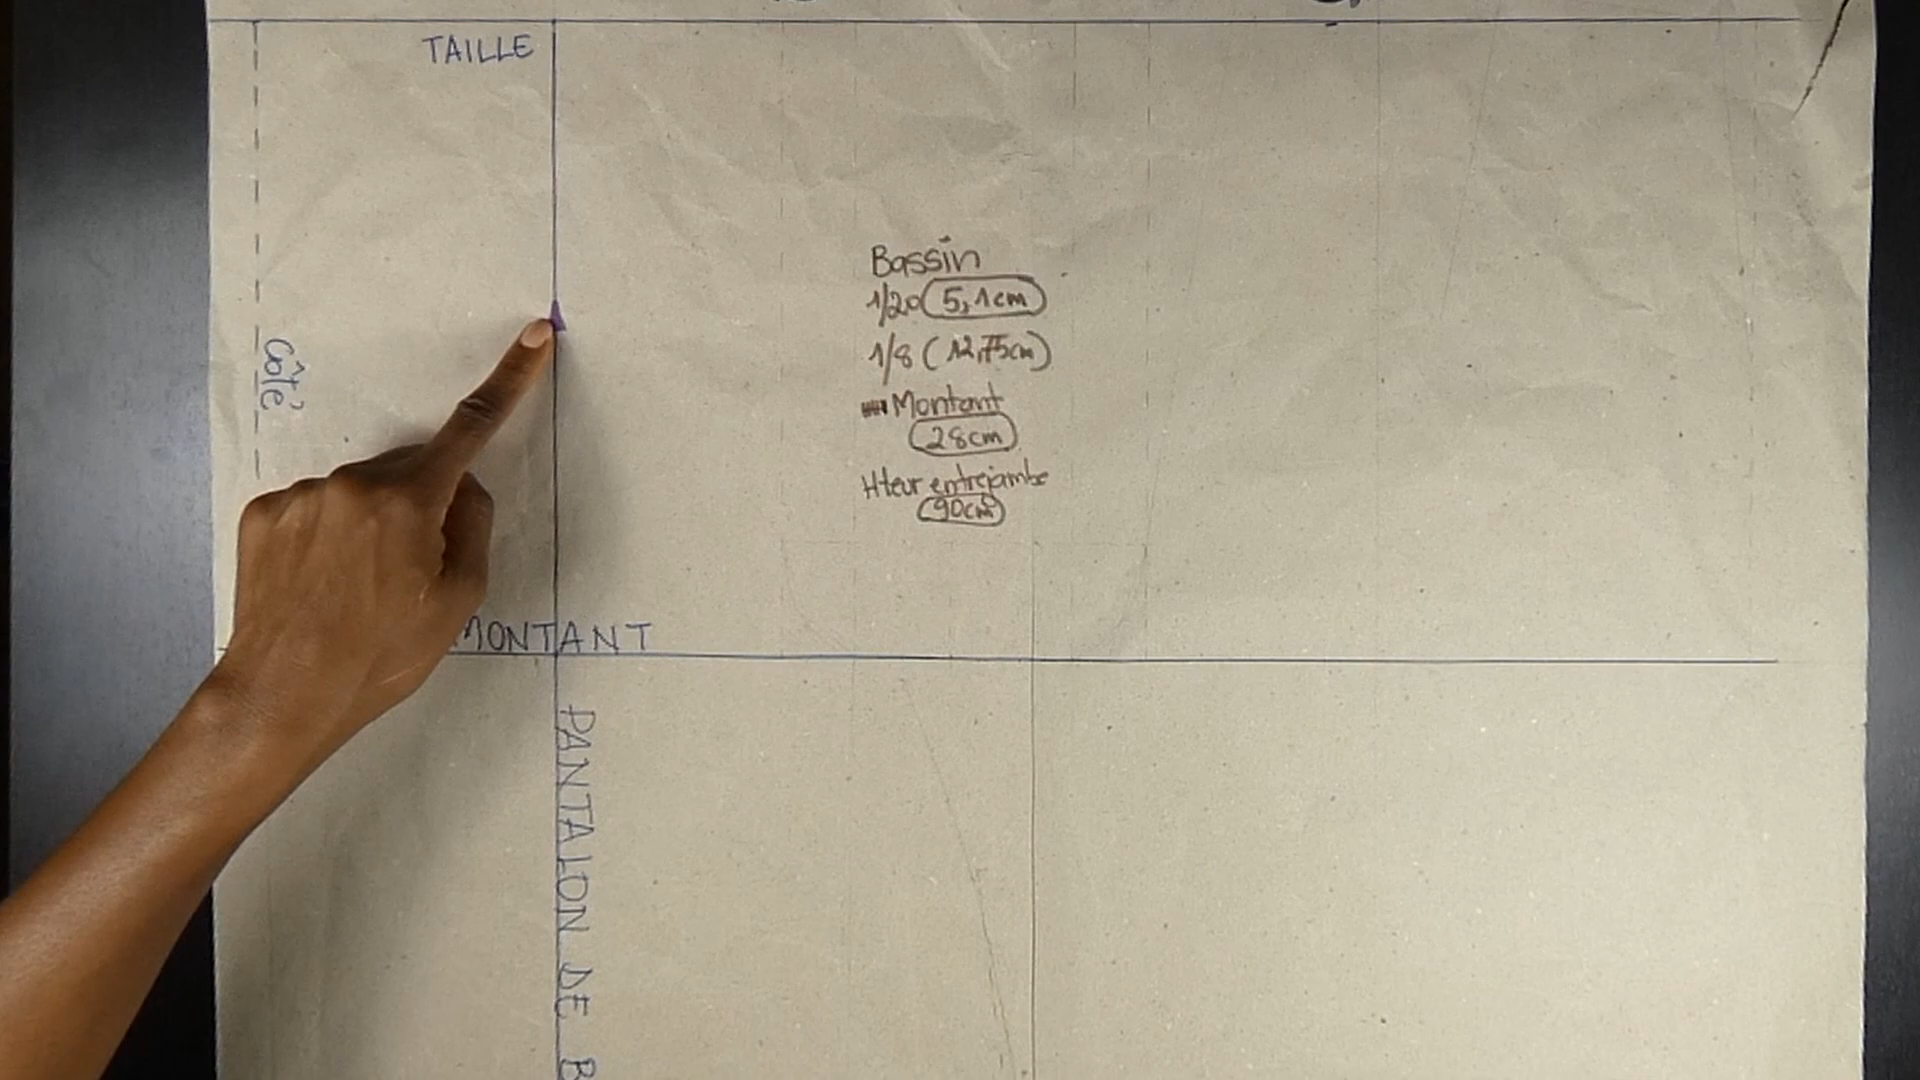 TAILLE
Côté
Bassin
1/20 (5,1cm)
1/8 (12,75cm)
Montant
28cm
Hteur entrejambe
90cm
MONTANT
PANTALON DE B